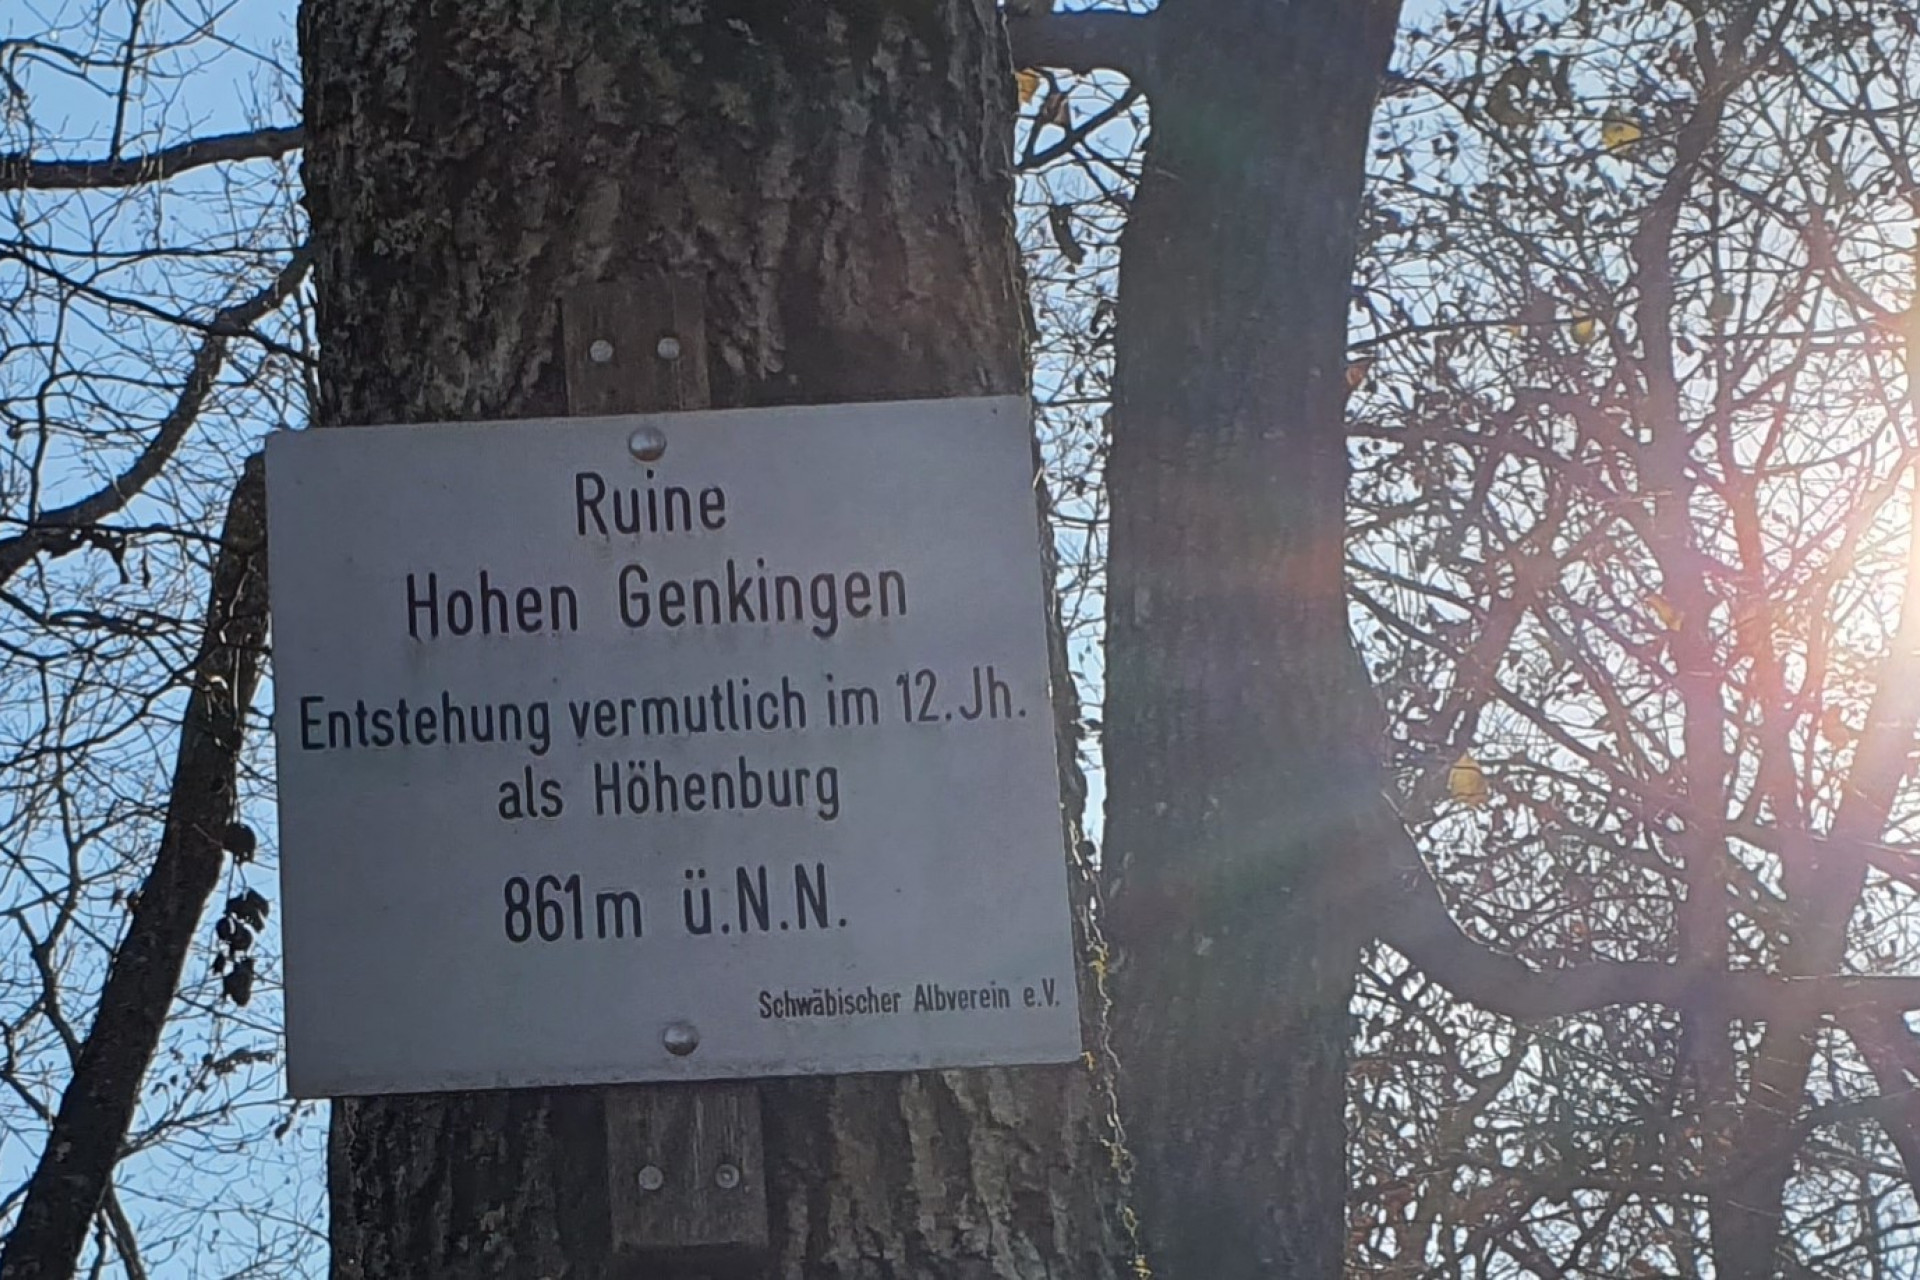 Ruine
Hohen Genkingen
Entstehung vermutlich im 12.Jh.
als Höhenburg
861m ü.N.N.
Schwäbischer Albverein e.V.